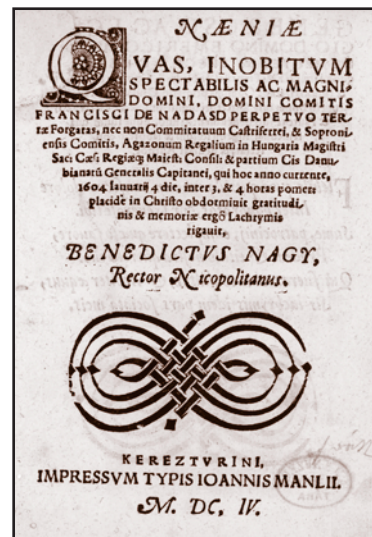 NÆNIÆ
QVAS, INOBITVM
SPECTABILIS AC MAGNI-
DOMINI, DOMINI COMITIS
FRANCISCI DE NADASD PERPETVO TER-
ræ Forgaras, nec non Commitatuum Castriferrei, & Soproni-
ensis Comitis, Agazonum Regalium in Hungaria Magistri
Sac: Cæs: Regiæq; Maiest: Consil: & partium Cis Danu-
bianarū Generalis Capitanei, qui hoc anno currente,
1604 Ianuarij 4 die, inter 3, & 4 horas pomeri:
placidè in Christo obdormiuit gratitudi-
nis & memoriæ ergô Lachrymis
rigauit,
BENEDICTVS NAGY,
Rector Nicopolitanus.
KEREZTVRINI,
IMPRESSVM TYPIS IOANNIS MANLII.
M. DC, IV.